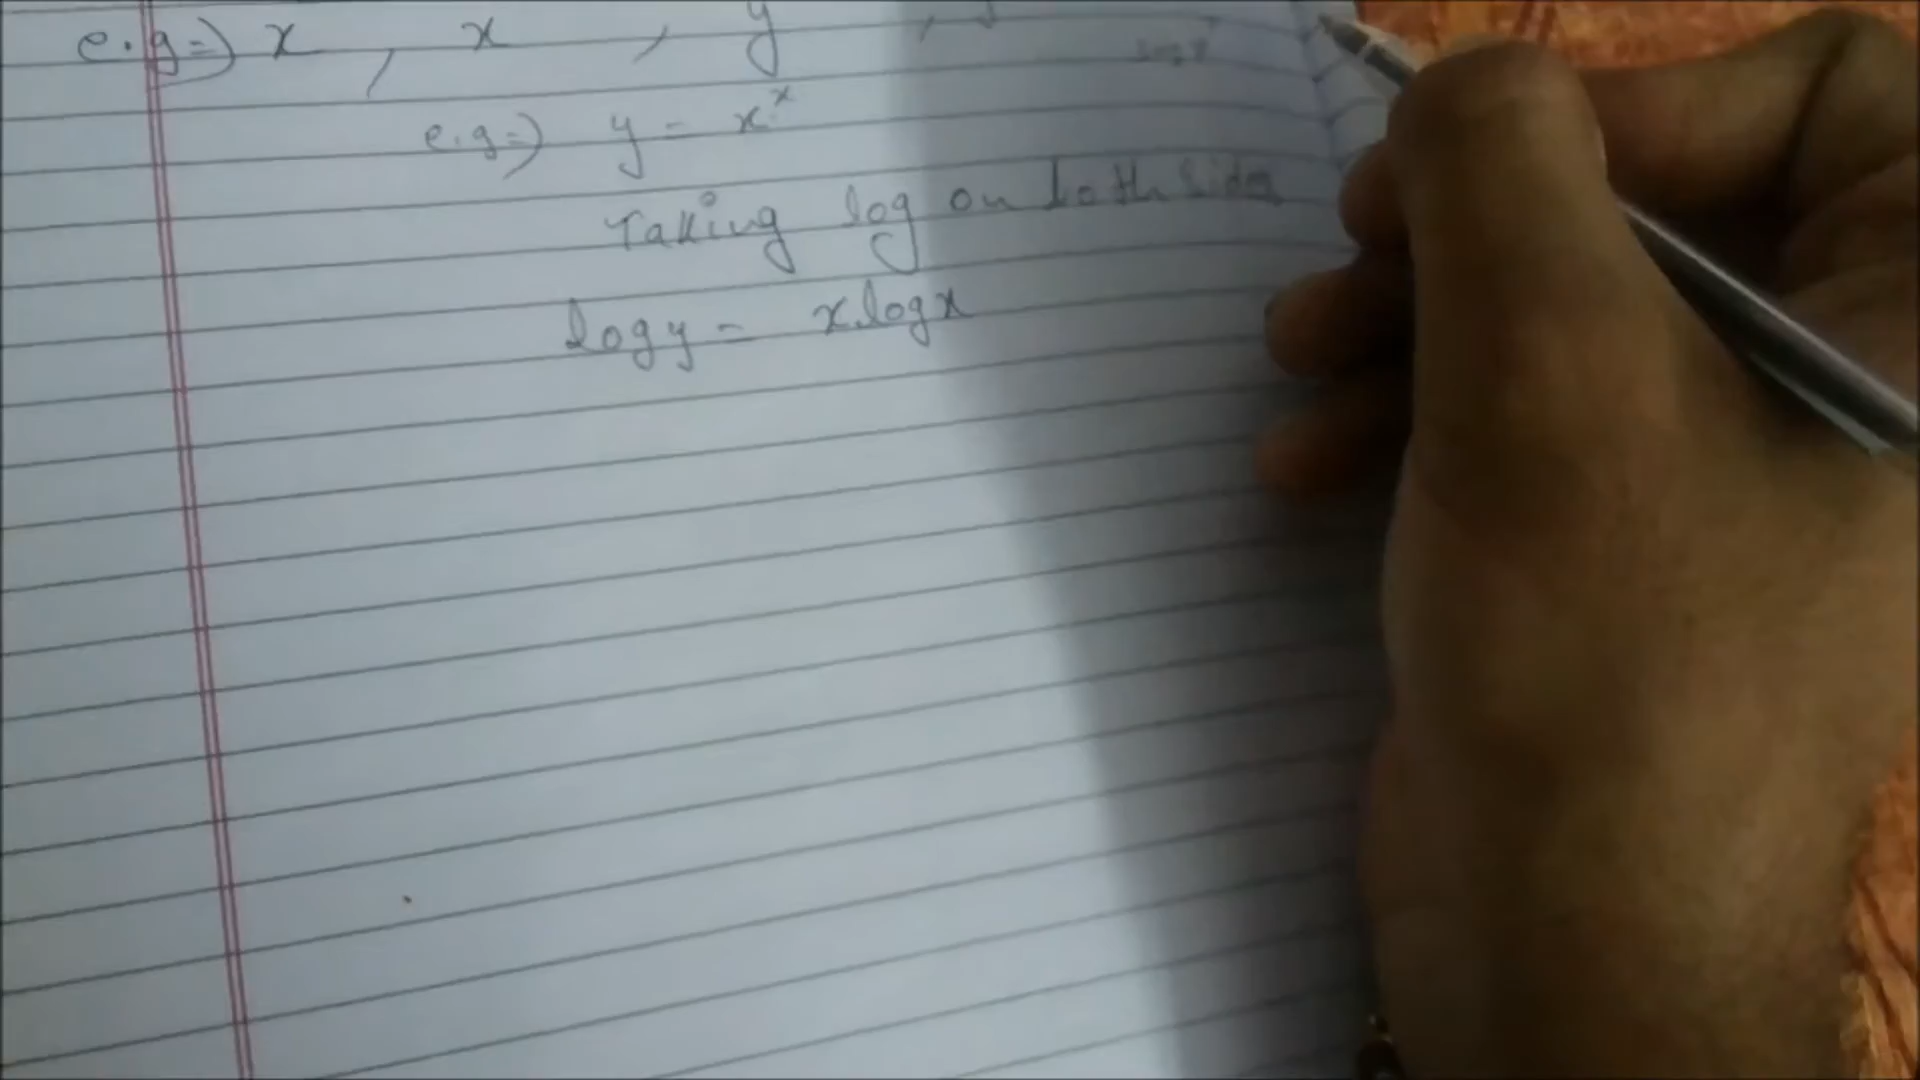 e.g⇒) x , x , y ,
e.g⇒) y = x^x
Taking log on both sides
log y = x.log x